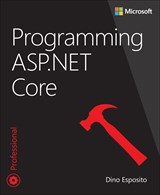 Microsoft
Programming
ASP.NET
Core
Professional
Dino Esposito